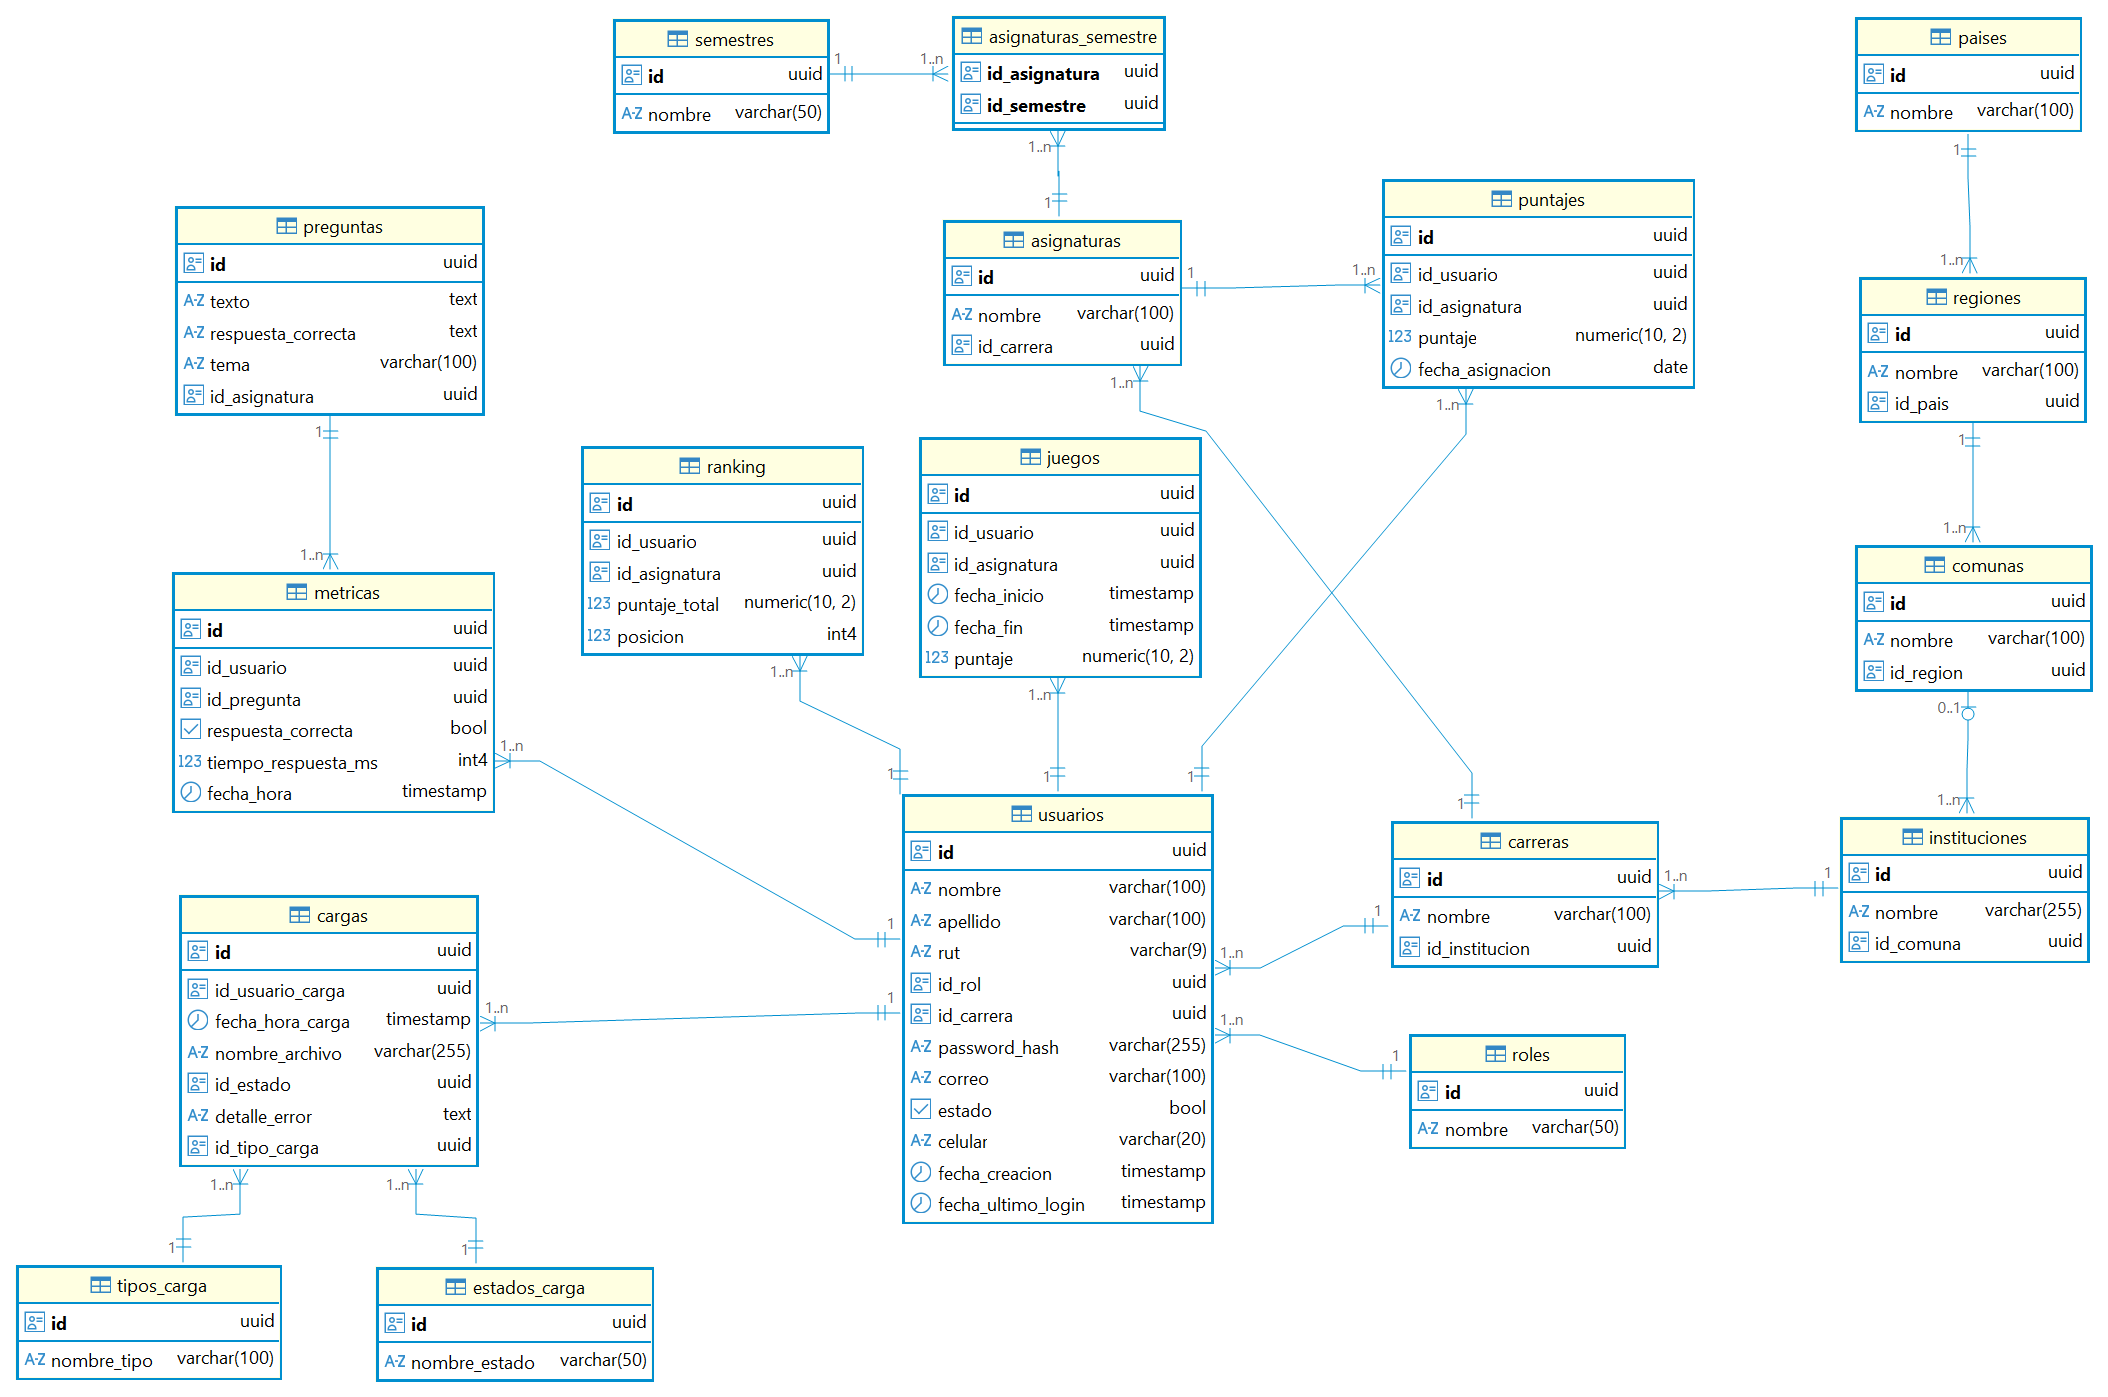 semestres
id uuid
nombre varchar(50)
1
1..n
asignaturas_semestre
id_asignatura uuid
id_semestre uuid
1..n
1
paises
id uuid
nombre varchar(100)
1
1..n
preguntas
id uuid
texto text
respuesta_correcta text
tema varchar(100)
id_asignatura uuid
1
1..n
asignaturas
id uuid
nombre varchar(100)
id_carrera uuid
1
1..n
1..n
puntajes
id uuid
id_usuario uuid
id_asignatura uuid
123 puntaje numeric(10, 2)
fecha_asignacion date
1..n
regiones
id uuid
nombre varchar(100)
id_pais uuid
1
1..n
ranking
id uuid
id_usuario uuid
id_asignatura uuid
123 puntaje_total numeric(10, 2)
123 posicion int4
1..n
1
juegos
id uuid
id_usuario uuid
id_asignatura uuid
fecha_inicio timestamp
fecha_fin timestamp
123 puntaje numeric(10, 2)
1..n
1
1
comunas
id uuid
nombre varchar(100)
id_region uuid
0..1
1..n
metricas
id uuid
id_usuario uuid
id_pregunta uuid
respuesta_correcta bool
123 tiempo_respuesta_ms int4
fecha_hora timestamp
1..n
1
usuarios
id uuid
A-Z nombre varchar(100)
A-Z apellido varchar(100)
A-Z rut varchar(9)
id_rol uuid
id_carrera uuid
A-Z password_hash varchar(255)
A-Z correo varchar(100)
estado bool
A-Z celular varchar(20)
fecha_creacion timestamp
fecha_ultimo_login timestamp
1
carreras
id uuid
A-Z nombre varchar(100)
id_institucion uuid
1..n
1
1
1..n
instituciones
id uuid
A-Z nombre varchar(255)
id_comuna uuid
cargas
id uuid
id_usuario_carga uuid
fecha_hora_carga timestamp
A-Z nombre_archivo varchar(255)
id_estado uuid
A-Z detalle_error text
id_tipo_carga uuid
1..n
1
1..n
1
roles
id uuid
A-Z nombre varchar(50)
1..n
1..n
1
1
tipos_carga
id uuid
A-Z nombre_tipo varchar(100)
estados_carga
id uuid
A-Z nombre_estado varchar(50)